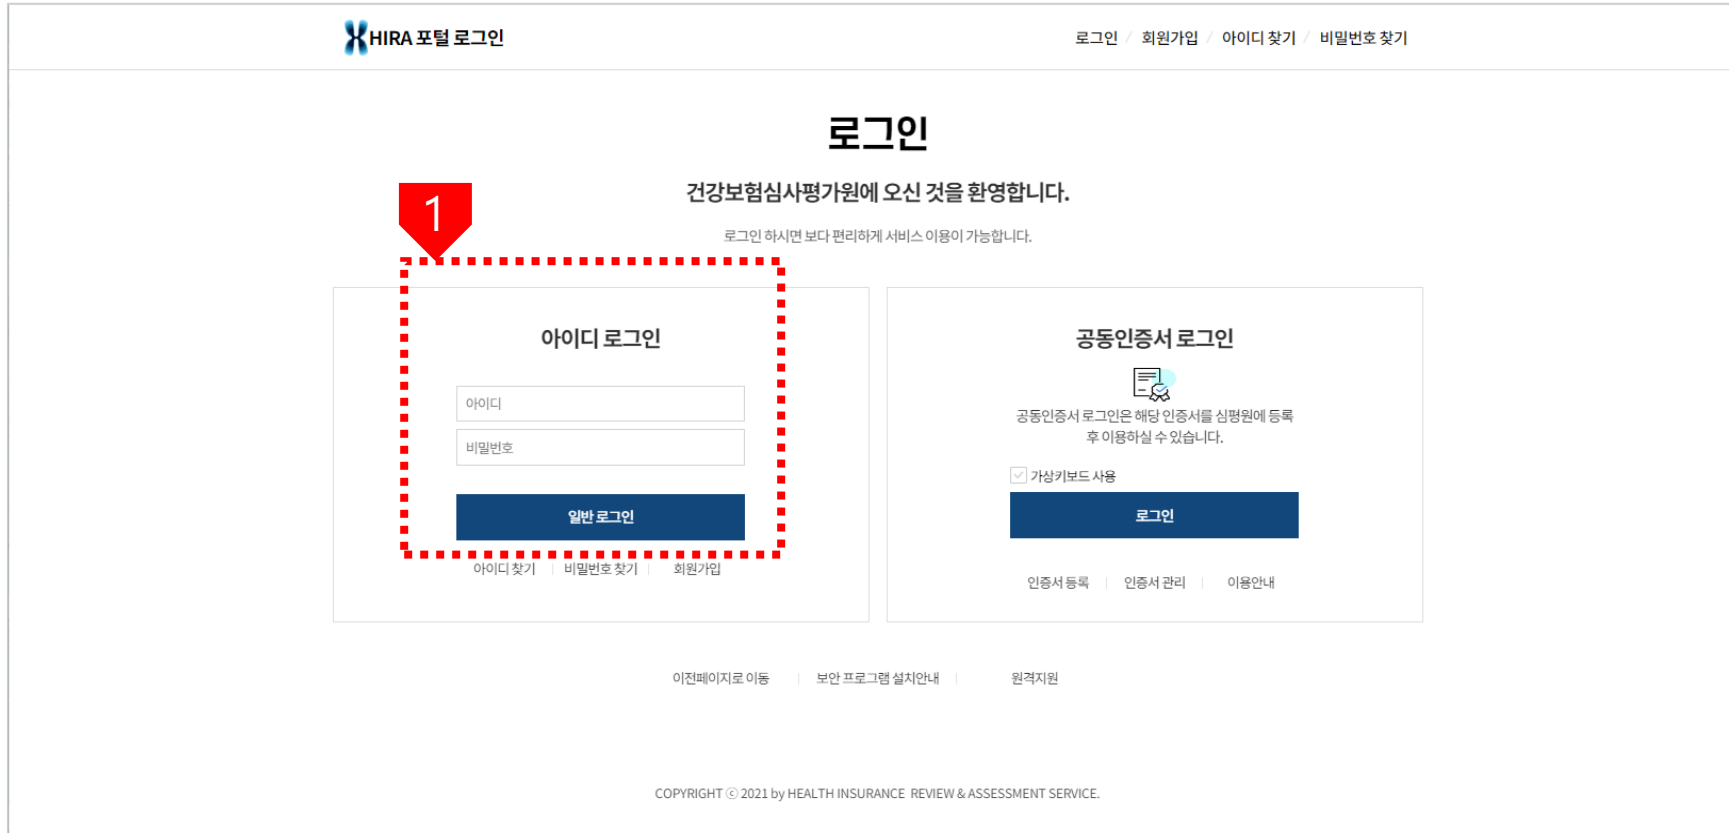 HIRA 포털 로그인
로그인 / 회원가입 / 아이디 찾기 / 비밀번호 찾기
로그인
건강보험심사평가원에 오신 것을 환영합니다.
로그인 하시면 보다 편리하게 서비스 이용이 가능합니다.
1
아이디 로그인
아이디
비밀번호
일반 로그인
아이디 찾기 | 비밀번호 찾기 | 회원가입
공동인증서 로그인
공동인증서 로그인은 해당 인증서를 심평원에 등록
후 이용하실 수 있습니다.
가상키보드 사용
로그인
인증서 등록 | 인증서 관리 | 이용안내
이전페이지로 이동 | 보안 프로그램 설치안내 | 원격지원
COPYRIGHT ⓒ 2021 by HEALTH INSURANCE REVIEW & ASSESSMENT SERVICE.